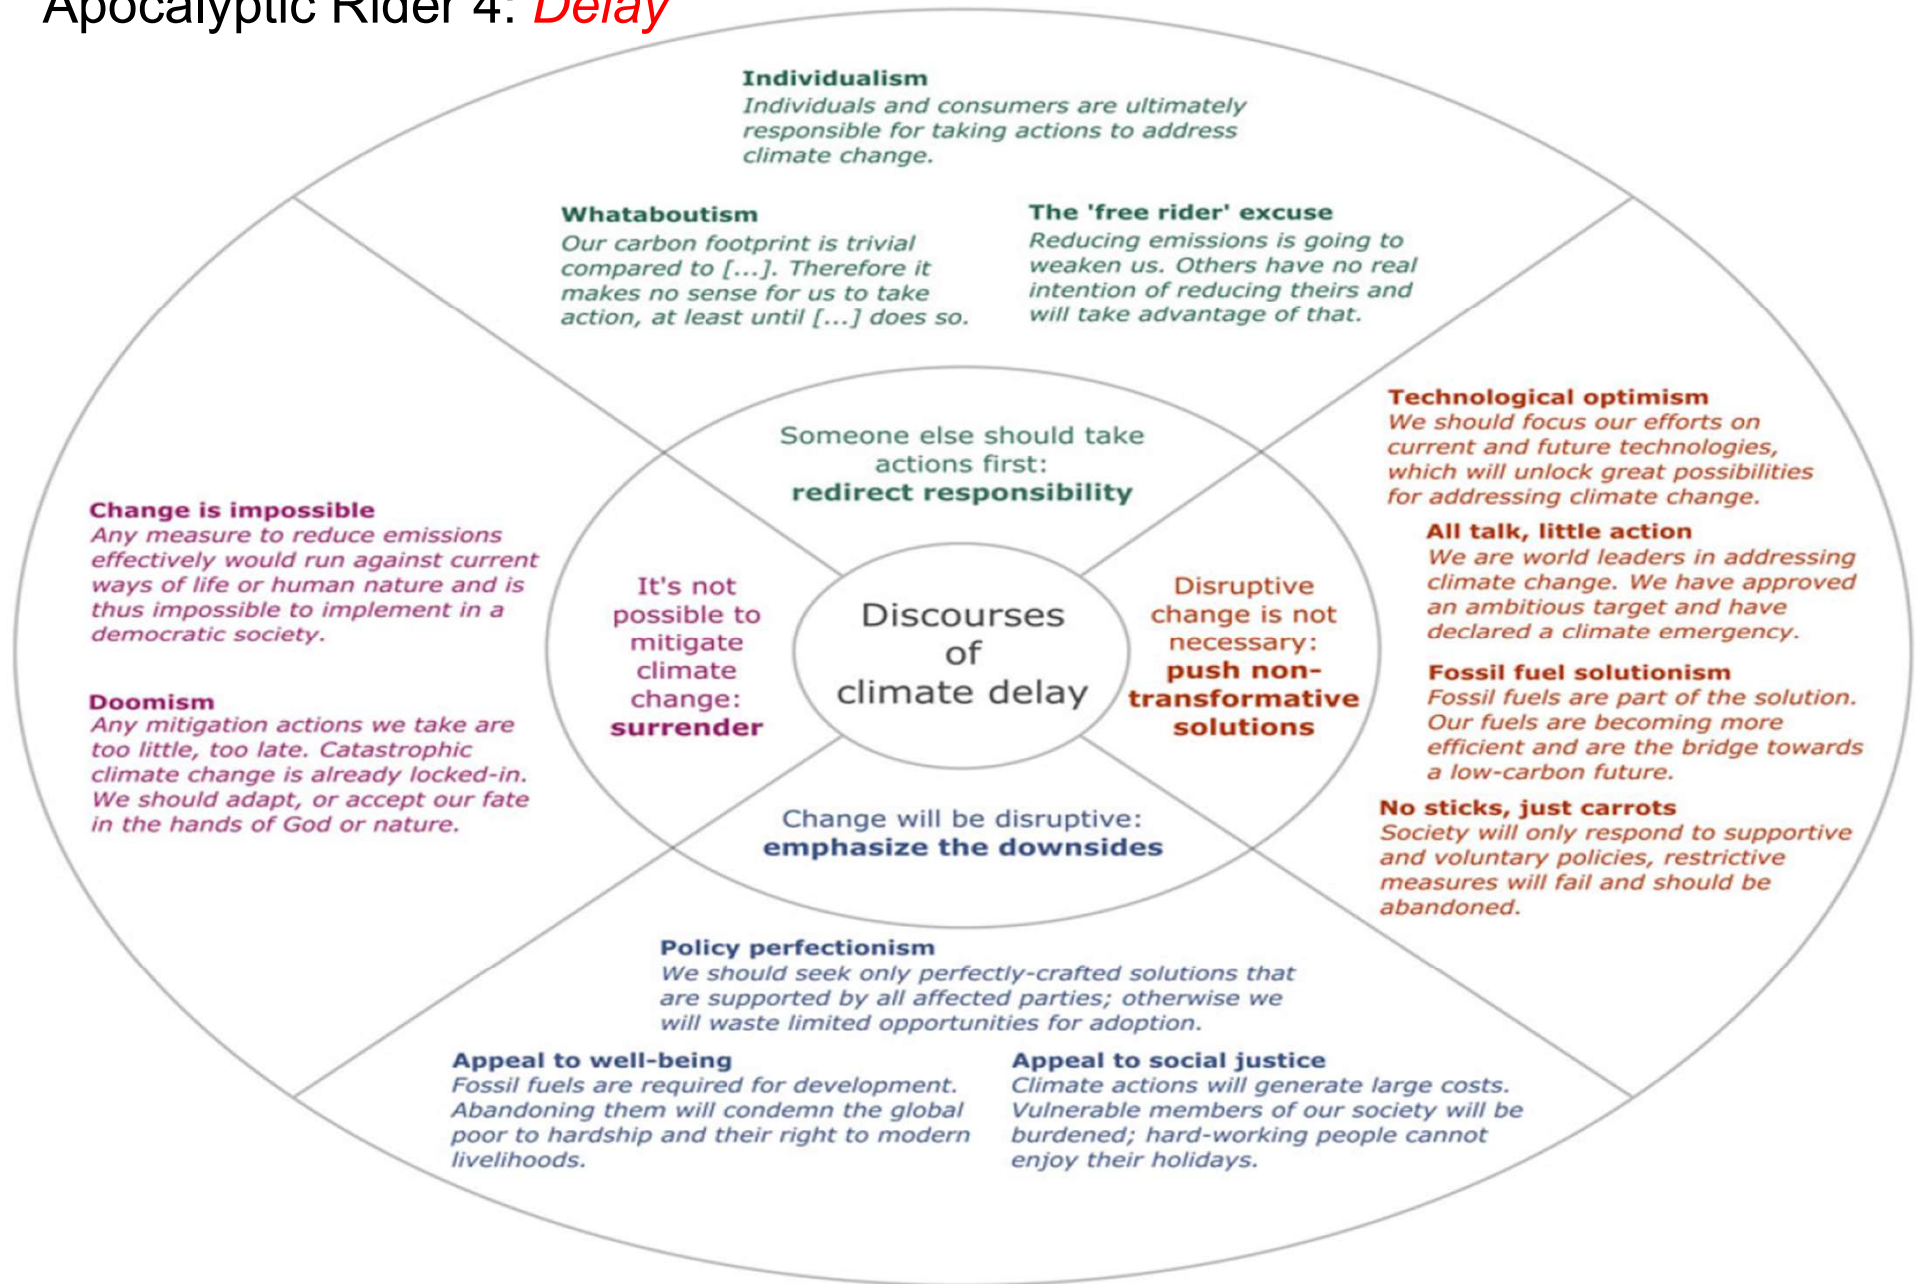 Apocalyptic Rider 4: Delay
Individualism
Individuals and consumers are ultimately
responsible for taking actions to address
climate change.
Whataboutism
Our carbon footprint is trivial
compared to [...]. Therefore it
makes no sense for us to take
action, at least until [...] does so.
The 'free rider' excuse
Reducing emissions is going to
weaken us. Others have no real
intention of reducing theirs and
will take advantage of that.
Someone else should take
actions first:
redirect responsibility
Technological optimism
We should focus our efforts on
current and future technologies,
which will unlock great possibilities
for addressing climate change.
All talk, little action
We are world leaders in addressing
climate change. We have approved
an ambitious target and have
declared a climate emergency.
Fossil fuel solutionism
Fossil fuels are part of the solution.
Our fuels are becoming more
efficient and are the bridge towards
a low-carbon future.
No sticks, just carrots
Society will only respond to supportive
and voluntary policies, restrictive
measures will fail and should be
abandoned.
Change is impossible
Any measure to reduce emissions
effectively would run against current
ways of life or human nature and is
thus impossible to implement in a
democratic society.
Doomism
Any mitigation actions we take are
too little, too late. Catastrophic
climate change is already locked-in.
We should adapt, or accept our fate
in the hands of God or nature.
It's not
possible to
mitigate
climate
change:
surrender
Discourses
of
climate delay
Disruptive
change is not
necessary:
push non-
transformative
solutions
Change will be disruptive:
emphasize the downsides
Policy perfectionism
We should seek only perfectly-crafted solutions that
are supported by all affected parties; otherwise we
will waste limited opportunities for adoption.
Appeal to well-being
Fossil fuels are required for development.
Abandoning them will condemn the global
poor to hardship and their right to modern
livelihoods.
Appeal to social justice
Climate actions will generate large costs.
Vulnerable members of our society will be
burdened; hard-working people cannot
enjoy their holidays.